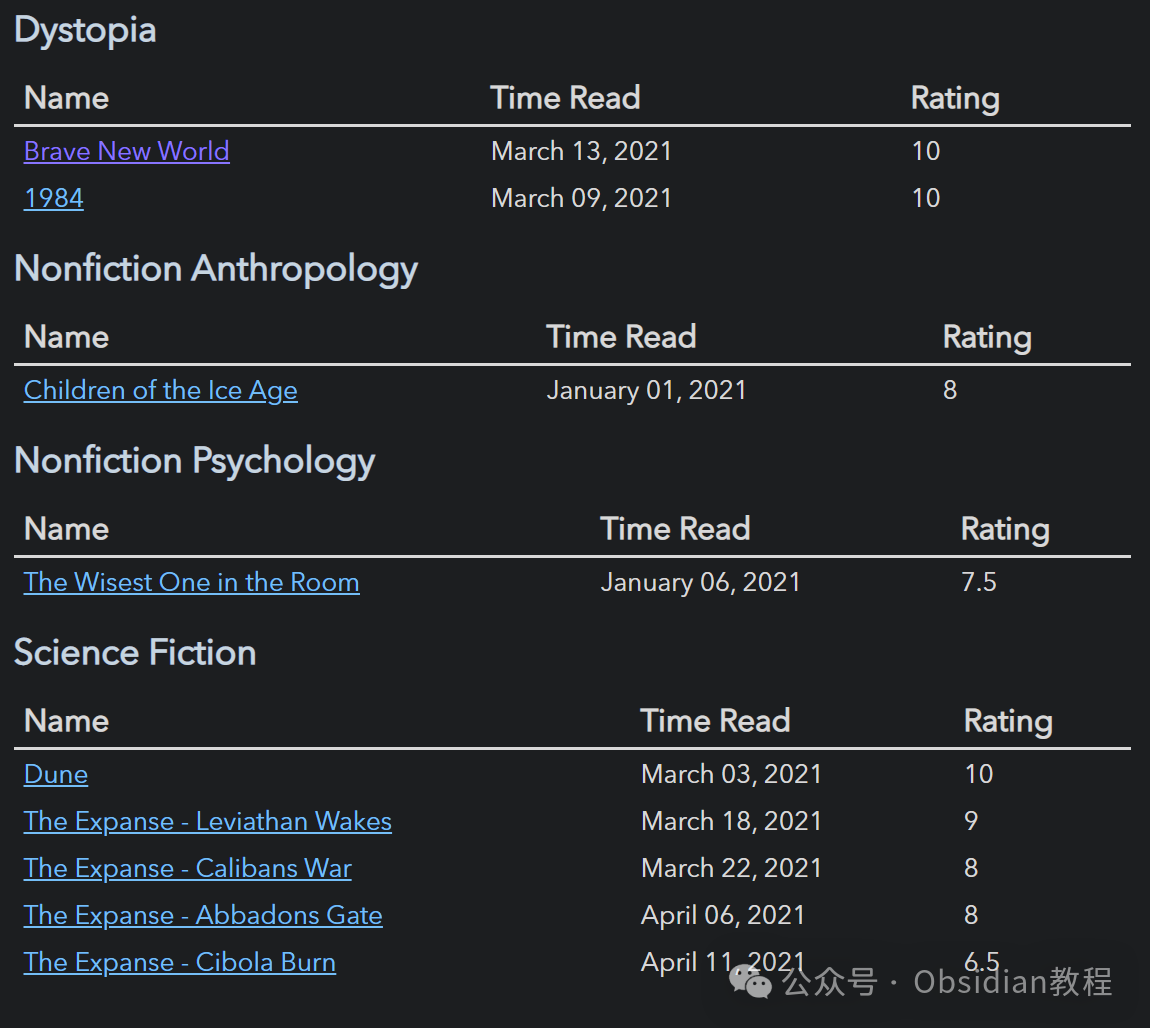 Dystopia
Name Time Read Rating
Brave New World March 13, 2021 10
1984 March 09, 2021 10
Nonfiction Anthropology
Name Time Read Rating
Children of the Ice Age January 01, 2021 8
Nonfiction Psychology
Name Time Read Rating
The Wisest One in the Room January 06, 2021 7.5
Science Fiction
Name Time Read Rating
Dune March 03, 2021 10
The Expanse - Leviathan Wakes March 18, 2021 9
The Expanse - Calibans War March 22, 2021 8
The Expanse - Abbadons Gate April 06, 2021 8
The Expanse - Cibola Burn April 11, 2021 6.5
公众号 · Obsidian教程